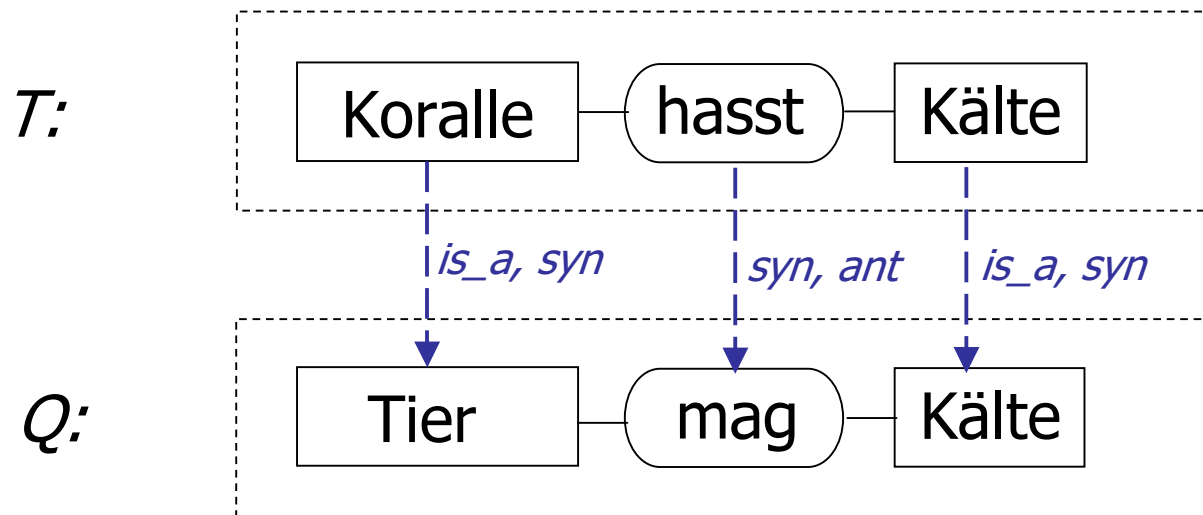 T: Koralle hasst Kälte
is_a, syn syn, ant is_a, syn
Q: Tier mag Kälte